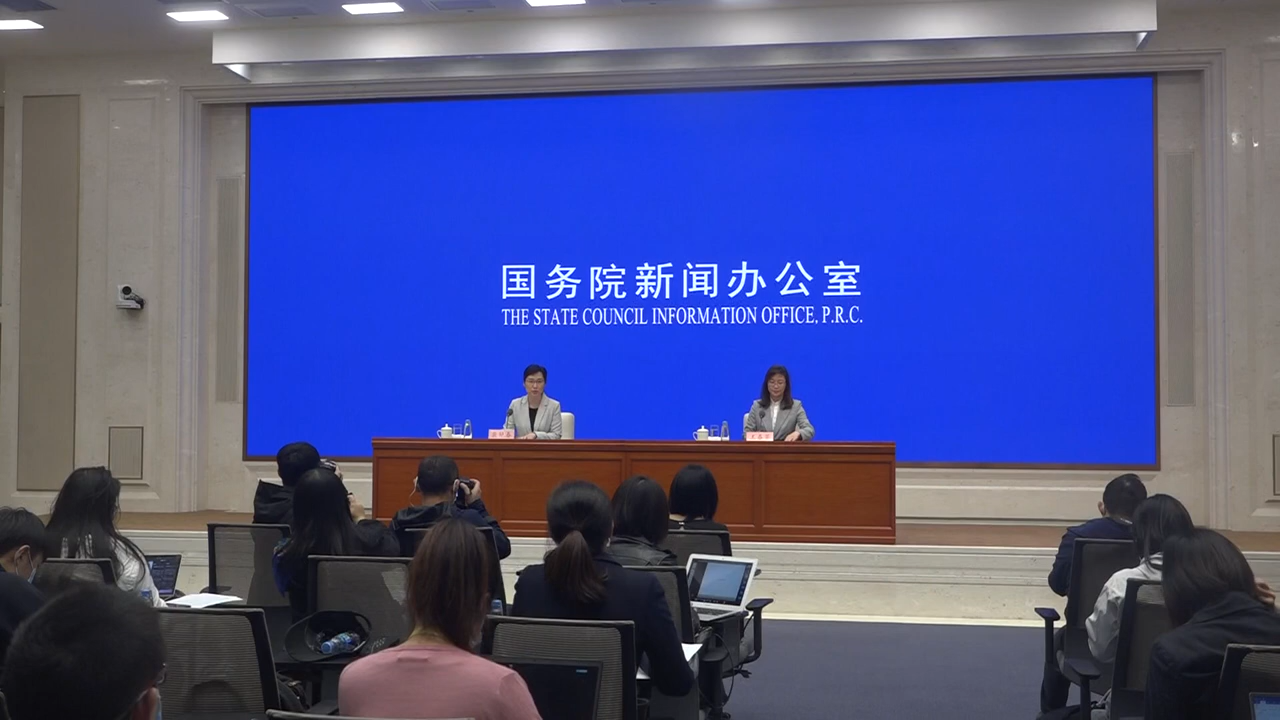 国务院新闻办公室
THE STATE COUNCIL INFORMATION OFFICE, P.R.C.